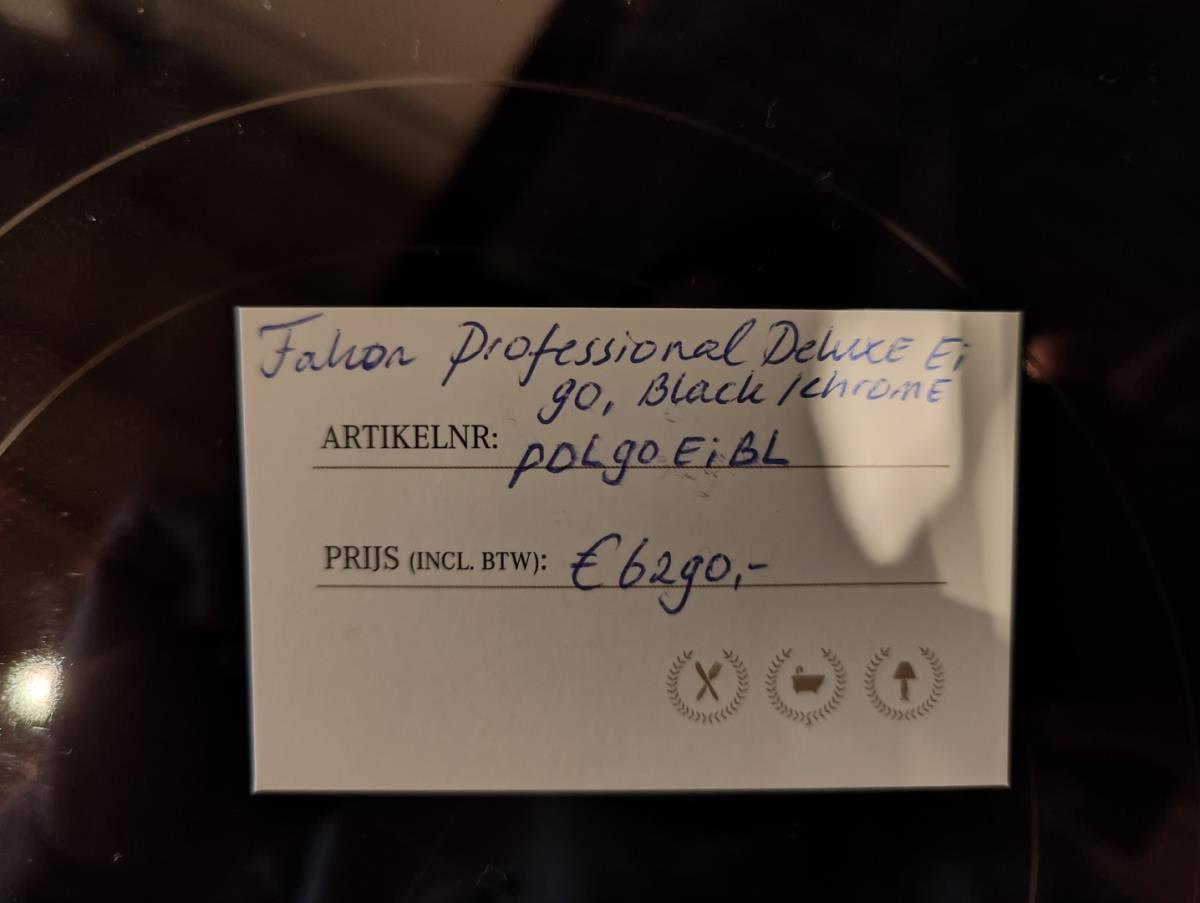 Falcon Professional Deluxe Ei
90, Black/chrome
ARTIKELNR: PDL90EiBL
PRIJS (INCL. BTW): €6290,-